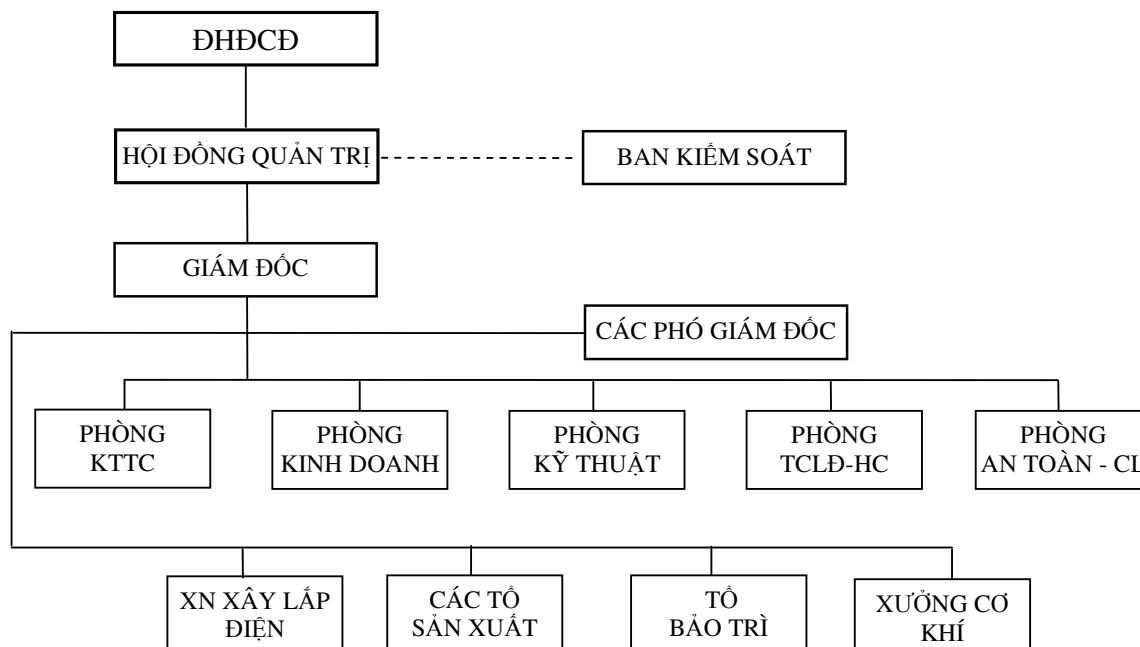 ĐHĐCĐ
HỘI ĐỒNG QUẢN TRỊ
BAN KIỂM SOÁT
GIÁM ĐỐC
CÁC PHÓ GIÁM ĐỐC
PHÒNG
KTTC
PHÒNG
KINH DOANH
PHÒNG
KỸ THUẬT
PHÒNG
TCLĐ-HC
PHÒNG
AN TOÀN - CL
XN XÂY LẮP
ĐIỆN
CÁC TỔ
SẢN XUẤT
TỔ
BẢO TRÌ
XƯỞNG CƠ
KHÍ